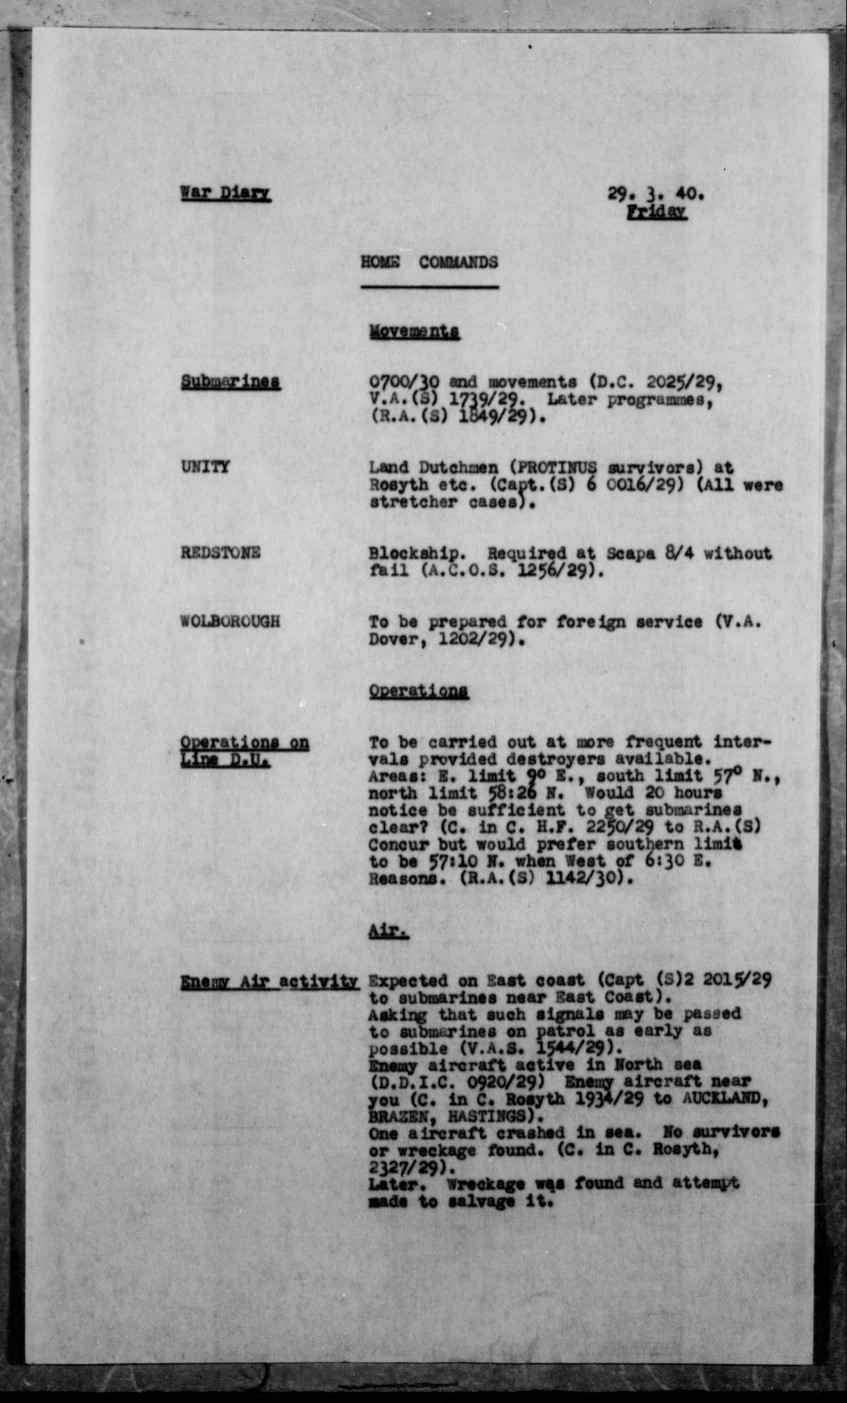 War Diary 29. 3. 40.
Friday
HOME COMMANDS
Movements
Submarines 0700/30 and movements (D.C. 2025/29,
V.A.(S) 1739/29. Later programmes,
(R.A.(S) 1849/29).
UNITY Land Dutchmen (PROTINUS survivors) at
Rosyth etc. (Capt.(S) 6 0016/29) (All were
stretcher cases).
REDSTONE Blockship. Required at Scapa 8/4 without
fail (A.C.O.S. 1256/29).
WOLBOROUGH To be prepared for foreign service (V.A.
Dover, 1202/29).
Operations
Operations on To be carried out at more frequent inter-
Line D.U. vals provided destroyers available.
Areas: E. limit 9° E., south limit 57° N.,
north limit 58:26 N. Would 20 hours
notice be sufficient to get submarines
clear? (C. in C. H.F. 2250/29 to R.A.(S)
Concur but would prefer southern limit
to be 57:10 N. when West of 6:30 E.
Reasons. (R.A.(S) 1142/30).
Air.
Enemy Air activity Expected on East coast (Capt (S)2 2015/29
to submarines near East Coast).
Asking that such signals may be passed
to submarines on patrol as early as
possible (V.A.S. 1544/29).
Enemy aircraft active in North sea
(D.D.I.C. 0920/29) Enemy aircraft near
you (C. in C. Rosyth 1934/29 to AUCKLAND,
BRAZEN, HASTINGS).
One aircraft crashed in sea. No survivors
or wreckage found. (C. in C. Rosyth,
2327/29).
Later. Wreckage was found and attempt
made to salvage it.